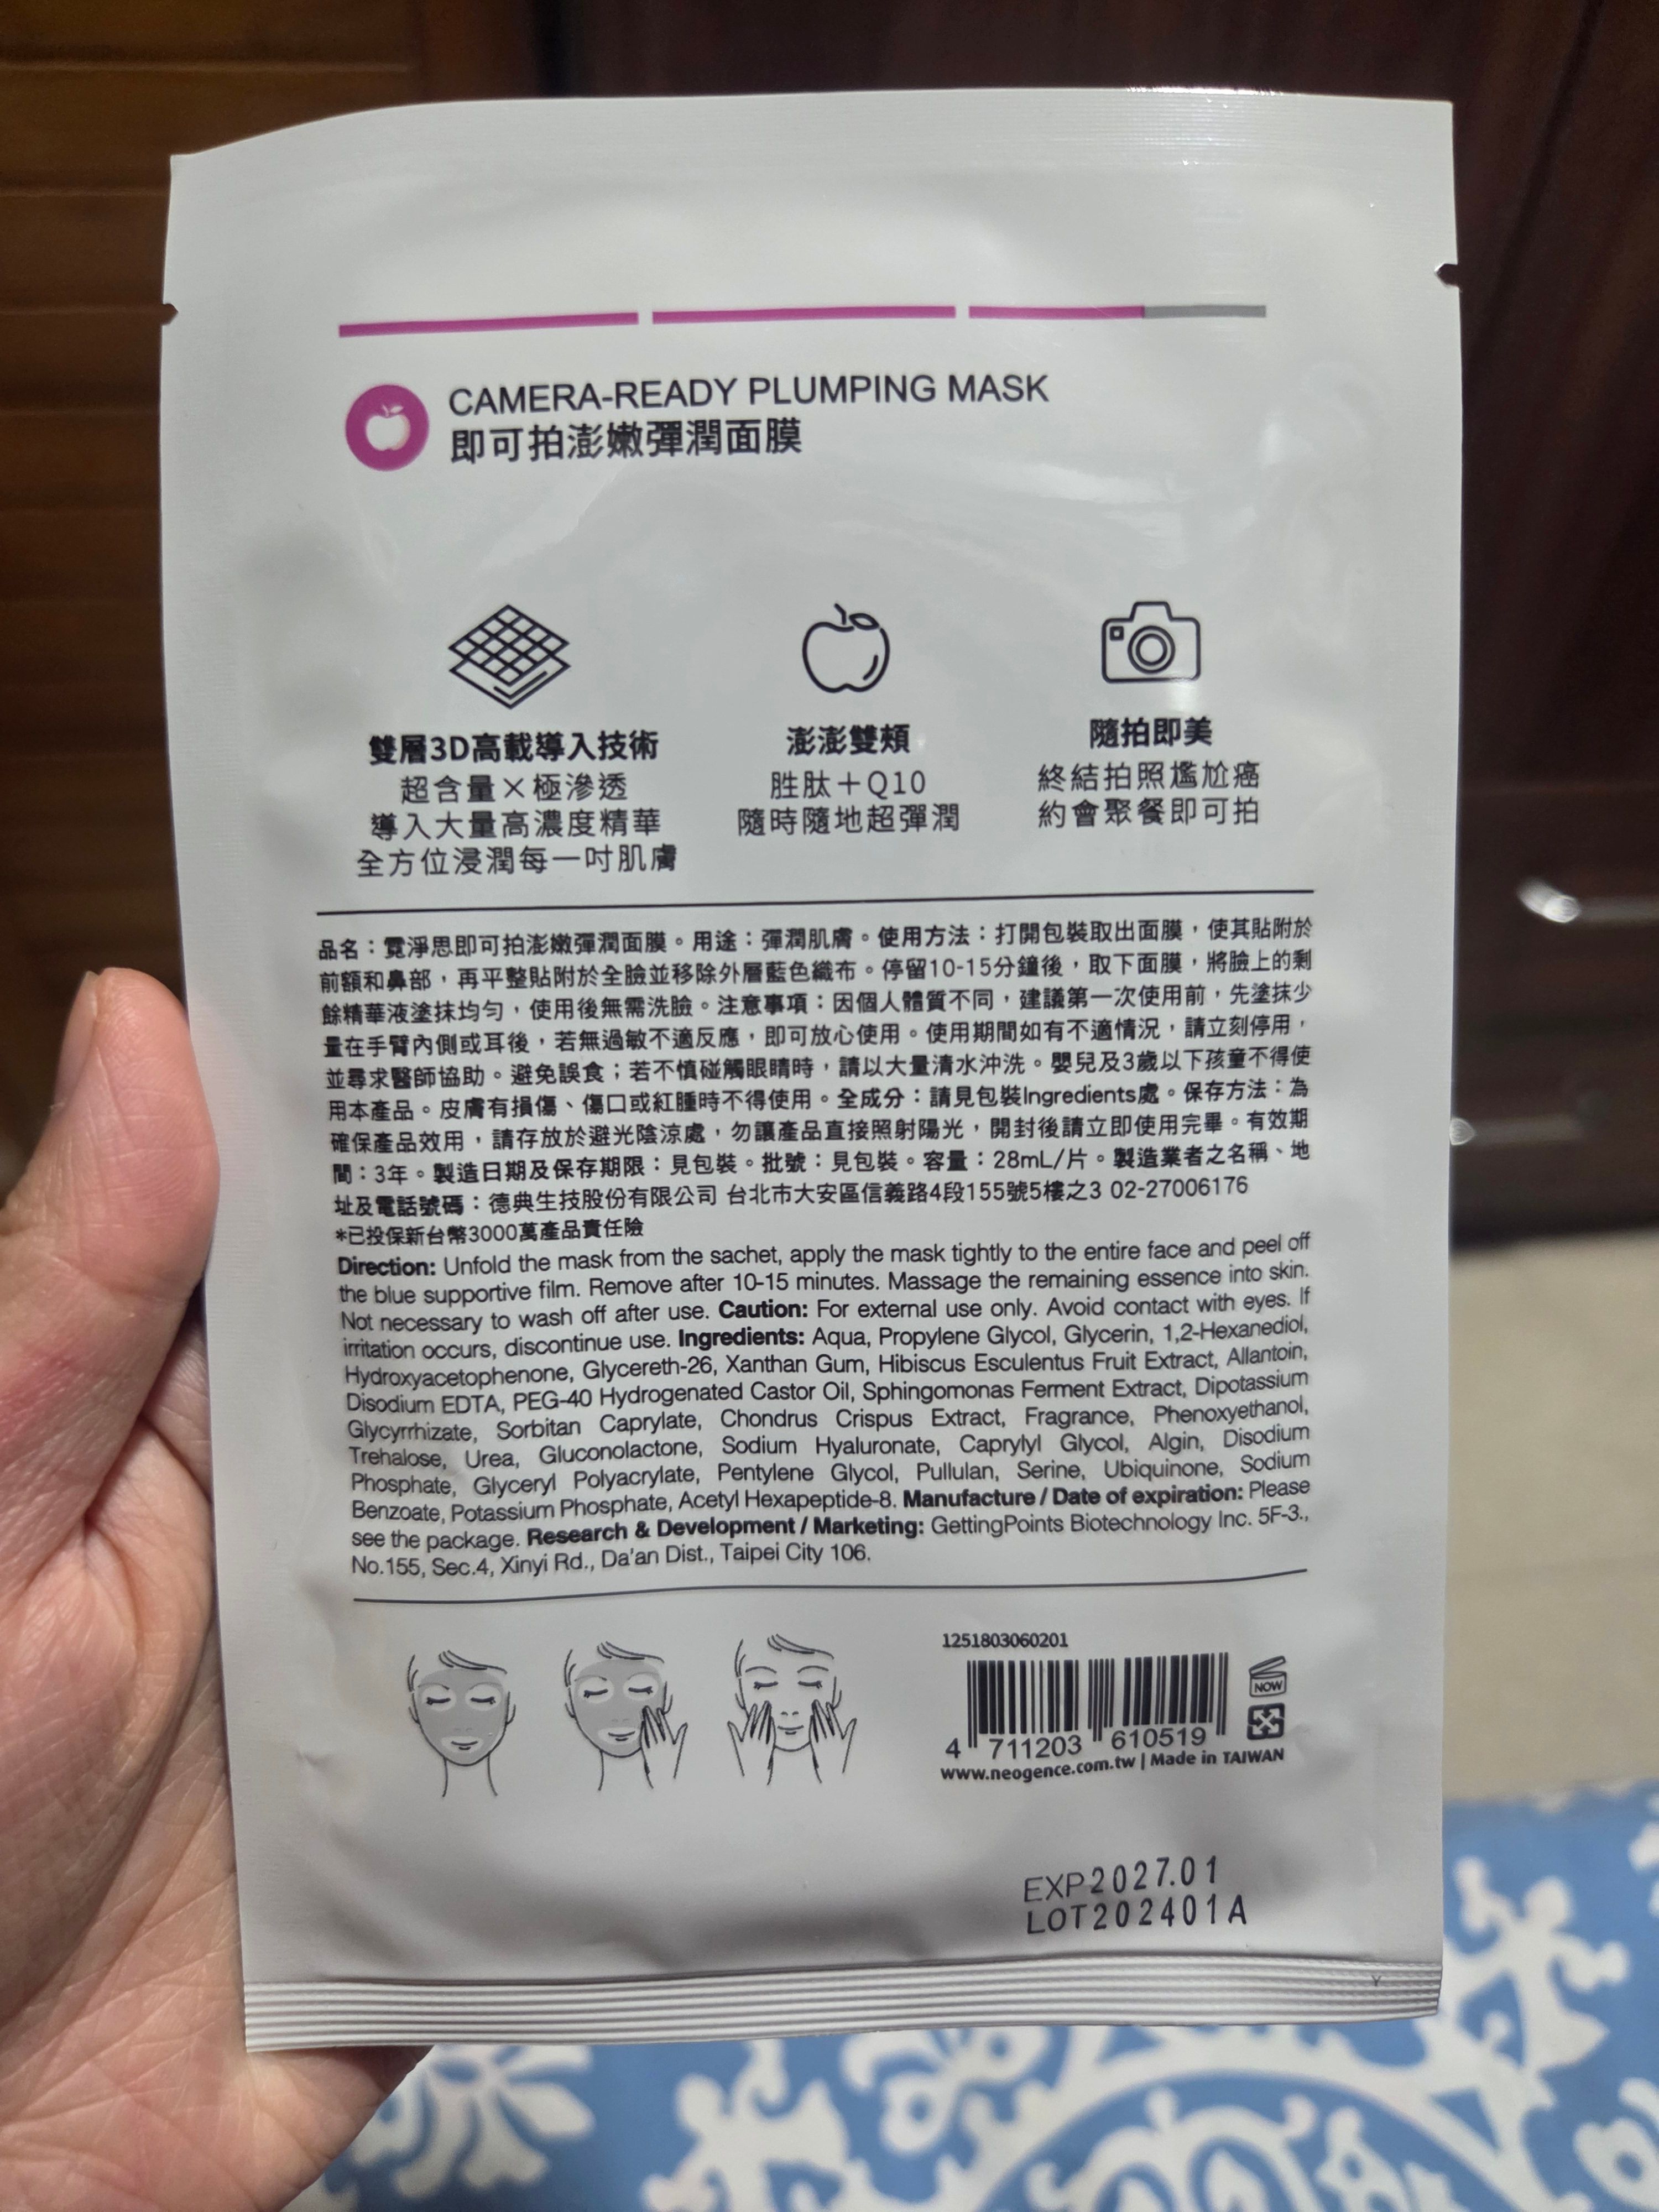 CAMERA-READY PLUMPING MASK
即可拍澎嫩彈潤面膜
雙層3D高載導入技術
超含量×極滲透
導入大量高濃度精華
全方位浸潤每一吋肌膚
澎澎雙頰
胜肽＋Q10
隨時隨地超彈潤
隨拍即美
終結拍照尷尬癌
約會聚餐即可拍
品名：霓淨思即可拍澎嫩彈潤面膜。用途：彈潤肌膚。使用方法：打開包裝取出面膜，使其貼附於
前額和鼻部，再平整貼附於全臉並移除外層藍色織布。停留10-15分鐘後，取下面膜，將臉上的剩
餘精華液塗抹均勻，使用後無需洗臉。注意事項：因個人體質不同，建議第一次使用前，先塗抹少
量在手臂內側或耳後，若無過敏不適反應，即可放心使用。使用期間如有不適情況，請立刻停用，
並尋求醫師協助。避免誤食；若不慎碰觸眼睛時，請以大量清水沖洗。嬰兒及3歲以下孩童不得使
用本產品。皮膚有損傷、傷口或紅腫時不得使用。全成分：請見包裝Ingredients處。保存方法：為
確保產品效用，請存放於避光陰涼處，勿讓產品直接照射陽光，開封後請立即使用完畢。有效期
間：3年。製造日期及保存期限：見包裝。批號：見包裝。容量：28mL/片。製造業者之名稱、地
址及電話號碼：德典生技股份有限公司 台北市大安區信義路4段155號5樓之3 02-27006176
*已投保新台幣3000萬產品責任險
Direction: Unfold the mask from the sachet, apply the mask tightly to the entire face and peel off
the blue supportive film. Remove after 10-15 minutes. Massage the remaining essence into skin.
Not necessary to wash off after use. Caution: For external use only. Avoid contact with eyes. If
irritation occurs, discontinue use. Ingredients: Aqua, Propylene Glycol, Glycerin, 1,2-Hexanediol,
Hydroxyacetophenone, Glycereth-26, Xanthan Gum, Hibiscus Esculentus Fruit Extract, Allantoin,
Disodium EDTA, PEG-40 Hydrogenated Castor Oil, Sphingomonas Ferment Extract, Dipotassium
Glycyrrhizate, Sorbitan Caprylate, Chondrus Crispus Extract, Fragrance, Phenoxyethanol,
Trehalose, Urea, Gluconolactone, Sodium Hyaluronate, Caprylyl Glycol, Algin, Disodium
Phosphate, Glyceryl Polyacrylate, Pentylene Glycol, Pullulan, Serine, Ubiquinone, Sodium
Benzoate, Potassium Phosphate, Acetyl Hexapeptide-8. Manufacture / Date of expiration: Please
see the package. Research & Development / Marketing: GettingPoints Biotechnology Inc. 5F-3.,
No.155, Sec.4, Xinyi Rd., Da'an Dist., Taipei City 106.
1251803060201
NOW
4 711203 610519
www.neogence.com.tw | Made in TAIWAN
EXP2027.01
LOT202401A
Y